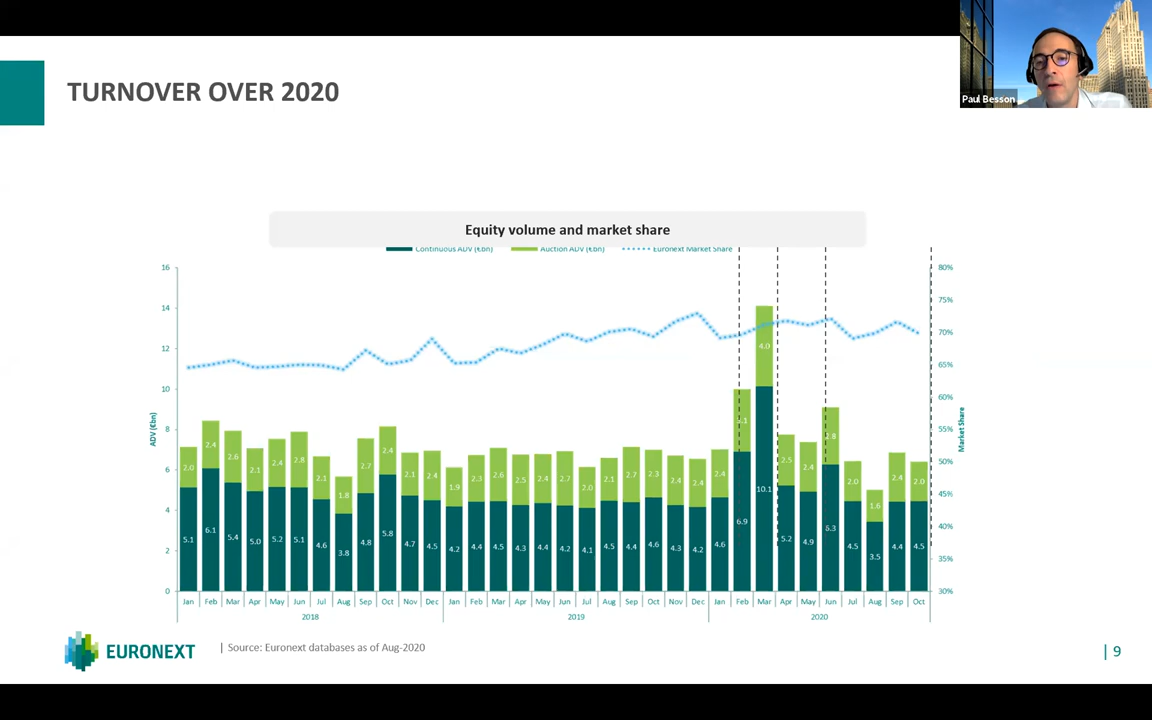 Paul Besson
TURNOVER OVER 2020
Equity volume and market share
Continuous ADV (€bn) Auction ADV (€bn) Euronext Market Share
16 80%
75%
14
70%
12
65%
10 60%
ADV (€bn) Market Share
8 55%
6 50%
45%
4 40%
2 35%
0 30%
2.0 2.4 2.6 2.1 2.4 2.8 2.1 1.8 2.7 2.4 2.1 2.4 1.9 2.3 2.6 2.5 2.4 2.7 2.0 2.1 2.7 2.3 2.4 2.4 2.4 4.0 2.5 2.4 2.0 1.6 2.4 2.0
5.1 6.1 5.4 5.0 5.2 5.1 4.6 3.8 4.8 5.8 4.7 4.5 4.2 4.4 4.5 4.3 4.4 4.2 4.1 4.5 4.4 4.6 4.3 4.2 4.6 6.9 10.1 5.2 4.9 6.3 4.5 3.5 4.4 4.5
Jan Feb Mar Apr May Jun Jul Aug Sep Oct Nov Dec Jan Feb Mar Apr May Jun Jul Aug Sep Oct Nov Dec Jan Feb Mar Apr May Jun Jul Aug Sep Oct
2018 2019 2020
EURONEXT | Source: Euronext databases as of Aug-2020 | 9